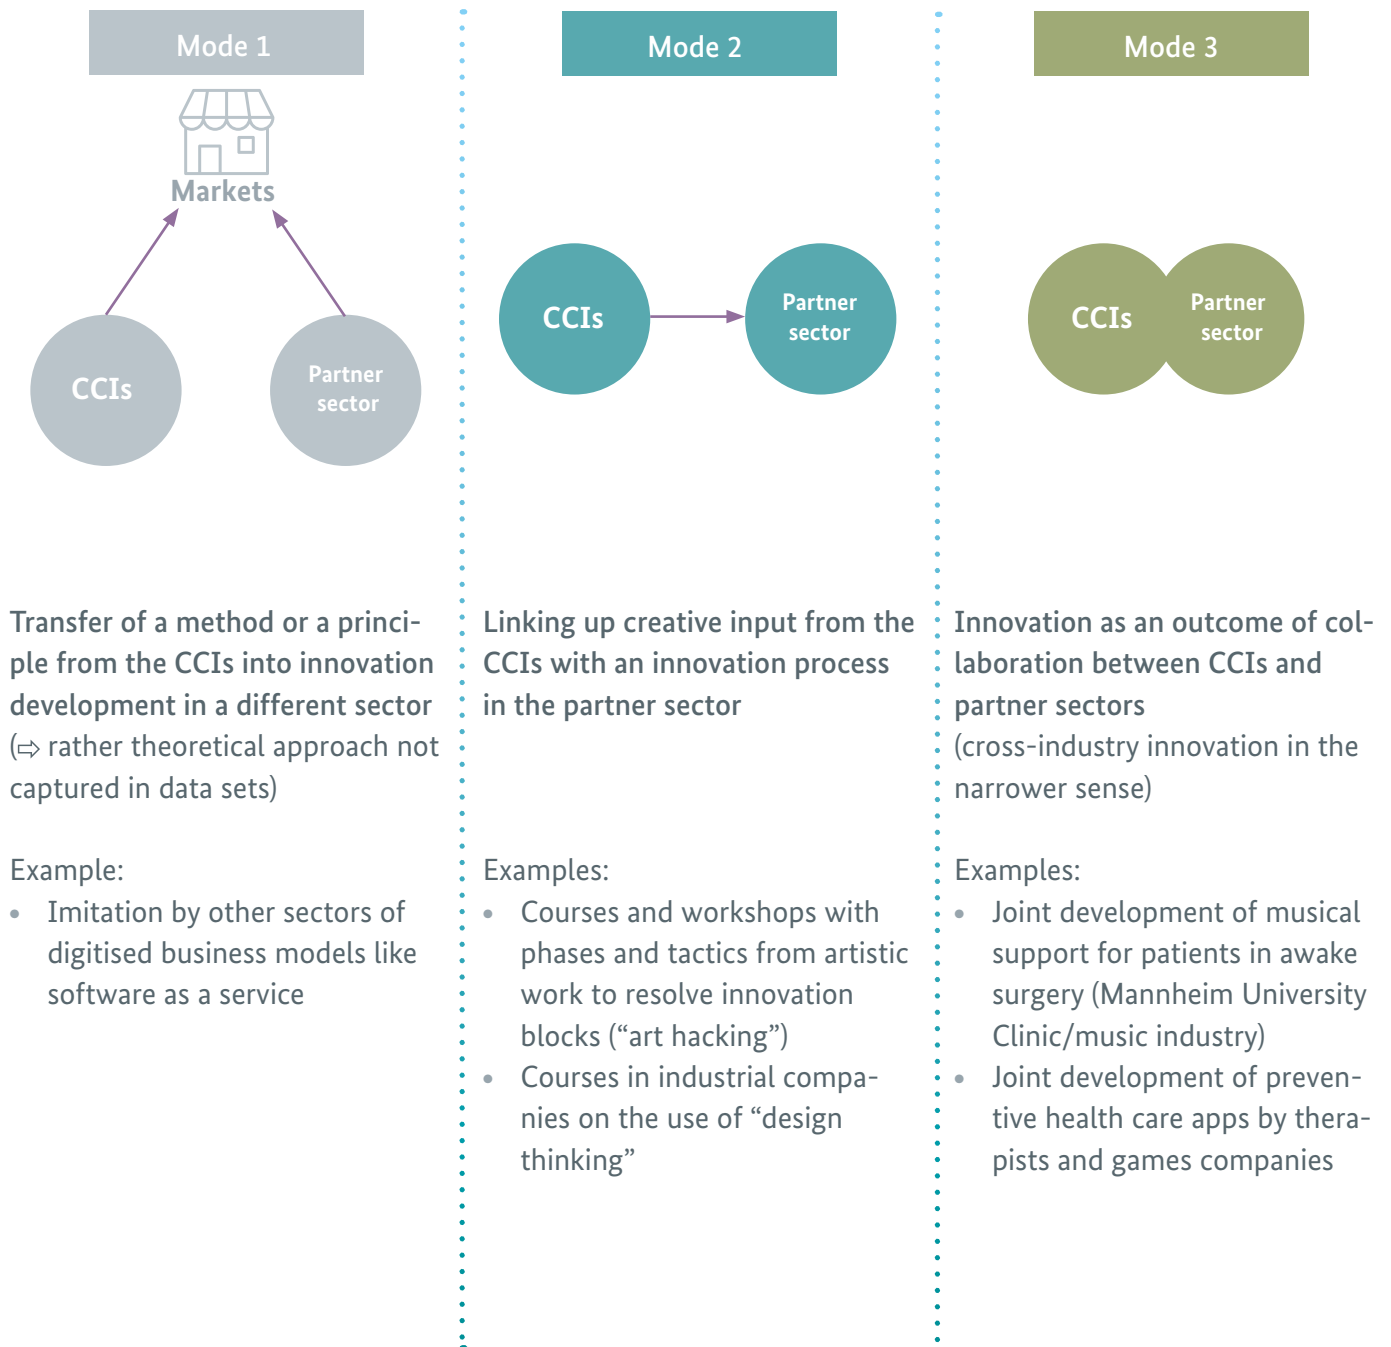 Mode 1
Markets
CCIs
Partner
sector
Transfer of a method or a princi-
ple from the CCIs into innovation
development in a different sector
(⇨ rather theoretical approach not
captured in data sets)
Example:
• Imitation by other sectors of
digitised business models like
software as a service
Mode 2
CCIs
Partner
sector
Linking up creative input from the
CCIs with an innovation process
in the partner sector
Examples:
• Courses and workshops with
phases and tactics from artistic
work to resolve innovation
blocks (“art hacking”)
• Courses in industrial compa-
nies on the use of “design
thinking”
Mode 3
CCIs
Partner
sector
Innovation as an outcome of col-
laboration between CCIs and
partner sectors
(cross-industry innovation in the
narrower sense)
Examples:
• Joint development of musical
support for patients in awake
surgery (Mannheim University
Clinic/music industry)
• Joint development of preven-
tive health care apps by thera-
pists and games companies